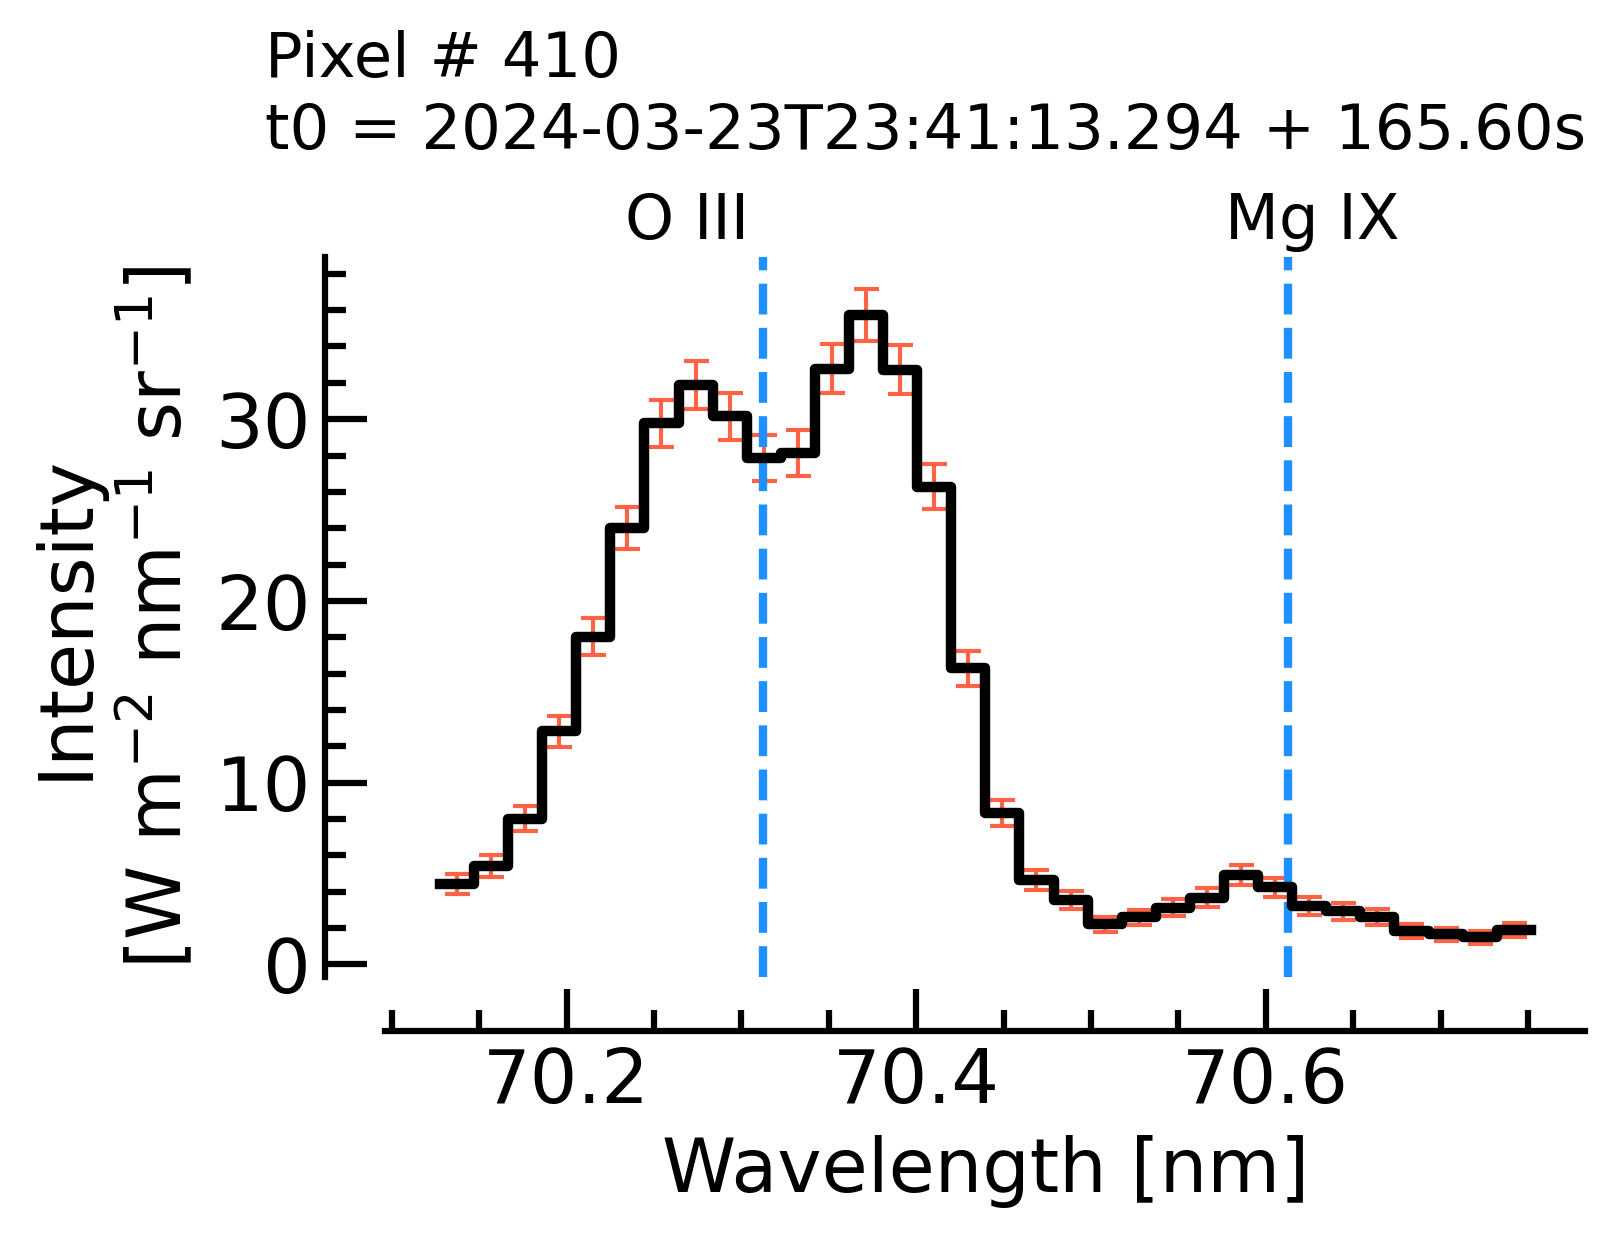 Pixel # 410
t0 = 2024-03-23T23:41:13.294 + 165.60s
O III Mg IX
Intensity
[W m⁻² nm⁻¹ sr⁻¹]
30
20
10
0
70.2 70.4 70.6
Wavelength [nm]